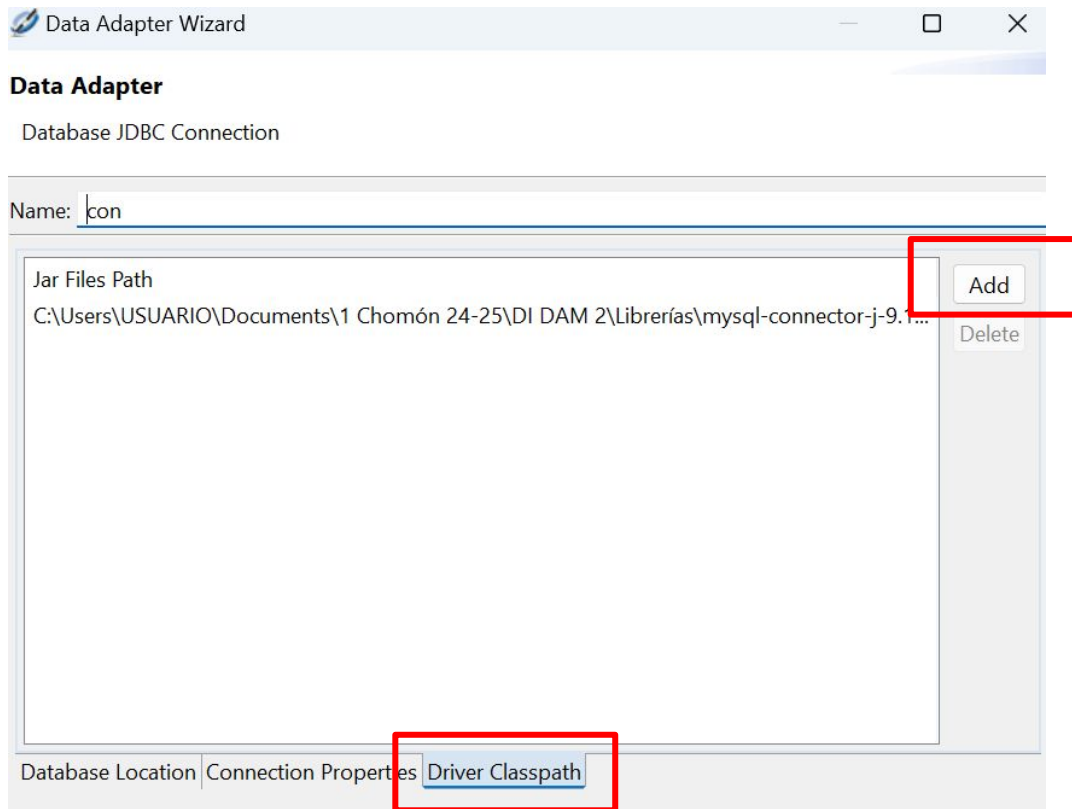 Data Adapter Wizard
Data Adapter
Database JDBC Connection
Name: con
Jar Files Path
Add
C:\Users\USUARIO\Documents\1 Chomón 24-25\DI DAM 2\Librerías\mysql-connector-j-9.1...
Delete
Database Location Connection Properties Driver Classpath